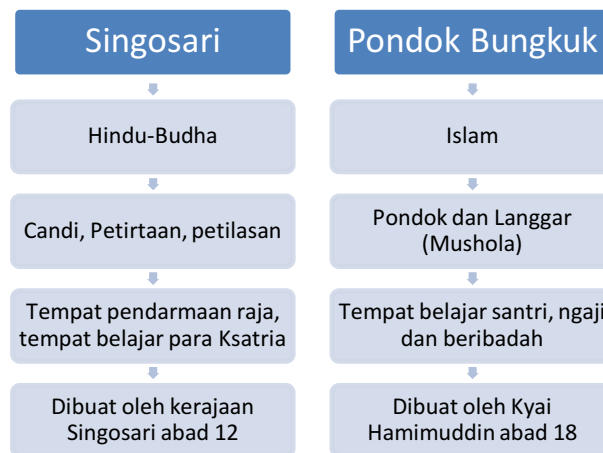 Singosari
Hindu-Budha
Candi, Petirtaan, petilasan
Tempat pendarmaan raja,
tempat belajar para Ksatria
Dibuat oleh kerajaan
Singosari abad 12
Pondok Bungkuk
Islam
Pondok dan Langgar
(Mushola)
Tempat belajar santri, ngaji
dan beribadah
Dibuat oleh Kyai
Hamimuddin abad 18